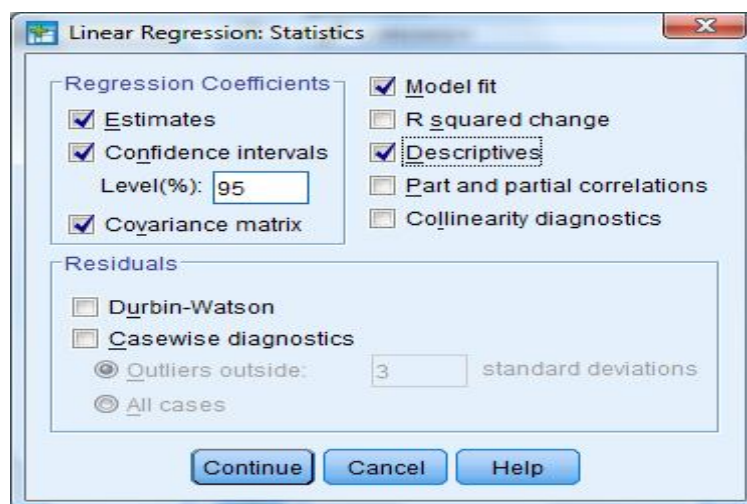 Linear Regression: Statistics
Regression Coefficients
Estimates
Confidence intervals
Level(%): 95
Covariance matrix
Model fit
R squared change
Descriptives
Part and partial correlations
Collinearity diagnostics
Residuals
Durbin-Watson
Casewise diagnostics
Outliers outside: 3 standard deviations
All cases
Continue Cancel Help